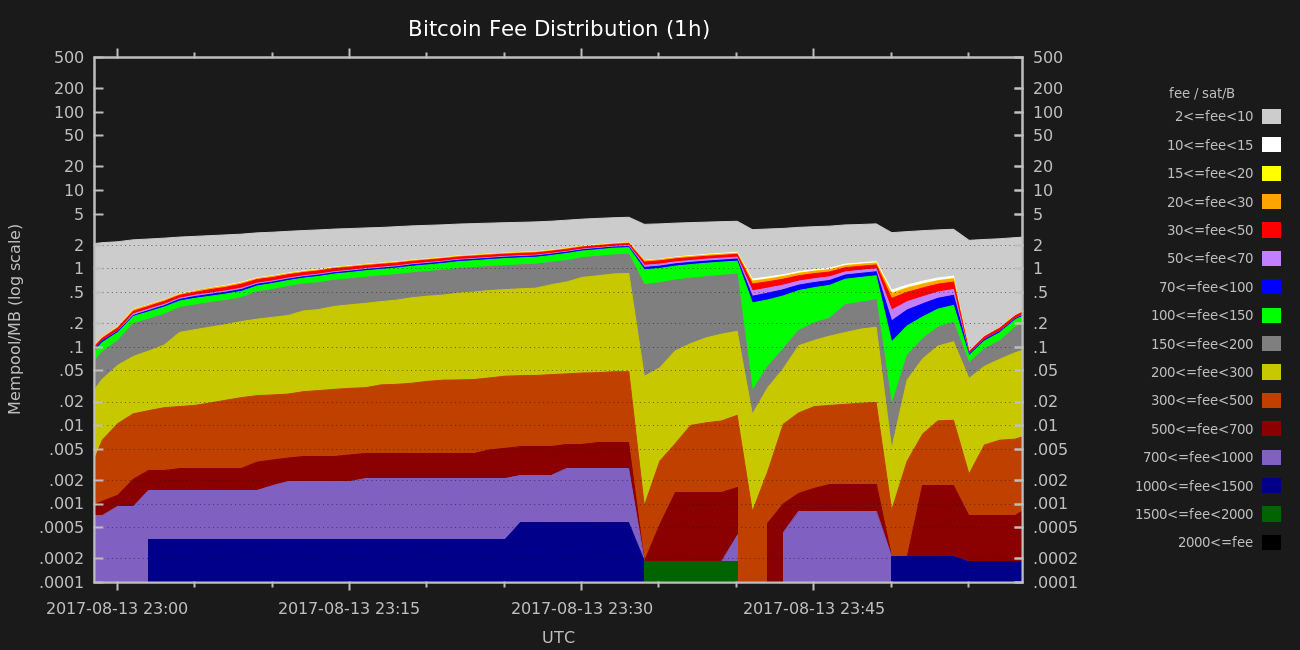 Bitcoin Fee Distribution (1h)
500
200
100
50
20
10
5
2
1
.5
.2
.1
.05
.02
.01
.005
.002
.001
.0005
.0002
.0001
Mempool/MB (log scale)
500
200
100
50
20
10
5
2
1
.5
.2
.1
.05
.02
.01
.005
.002
.001
.0005
.0002
.0001
2017-08-13 23:00
2017-08-13 23:15
2017-08-13 23:30
2017-08-13 23:45
UTC
fee / sat/B
2<=fee<10
10<=fee<15
15<=fee<20
20<=fee<30
30<=fee<50
50<=fee<70
70<=fee<100
100<=fee<150
150<=fee<200
200<=fee<300
300<=fee<500
500<=fee<700
700<=fee<1000
1000<=fee<1500
1500<=fee<2000
2000<=fee